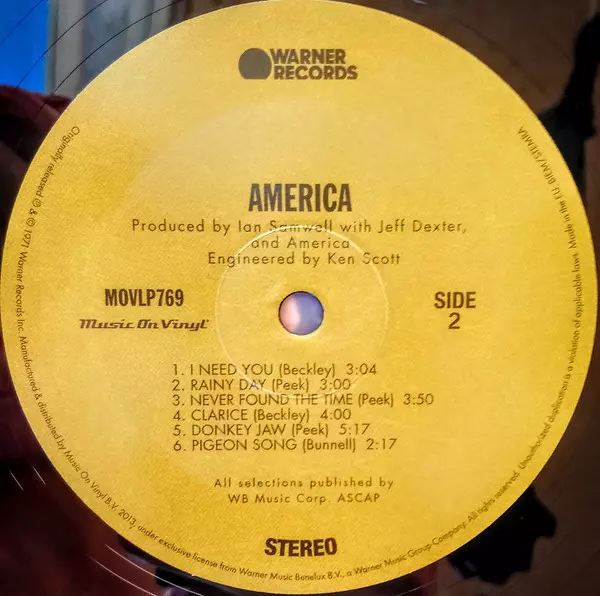 WARNER
RECORDS
AMERICA
Produced by Ian Samwell with Jeff Dexter,
and America
Engineered by Ken Scott
MOVLP769
Music On Vinyl
SIDE
2
1. I NEED YOU (Beckley) 3:04
2. RAINY DAY (Peek) 3:00
3. NEVER FOUND THE TIME (Peek) 3:50
4. CLARICE (Beckley) 4:00
5. DONKEY JAW (Peek) 5:17
6. PIGEON SONG (Bunnell) 2:17
All selections published by
WB Music Corp. ASCAP
STEREO
Originally released ℗ & © 1971 Warner Records Inc. Manufactured & distributed by Music On Vinyl B.V. 2013, under exclusive license from Warner Music Benelux B.V., a Warner Music Group Company. All rights reserved. Unauthorized duplication is a violation of applicable laws. Made in the EU BIEM/STEMRA